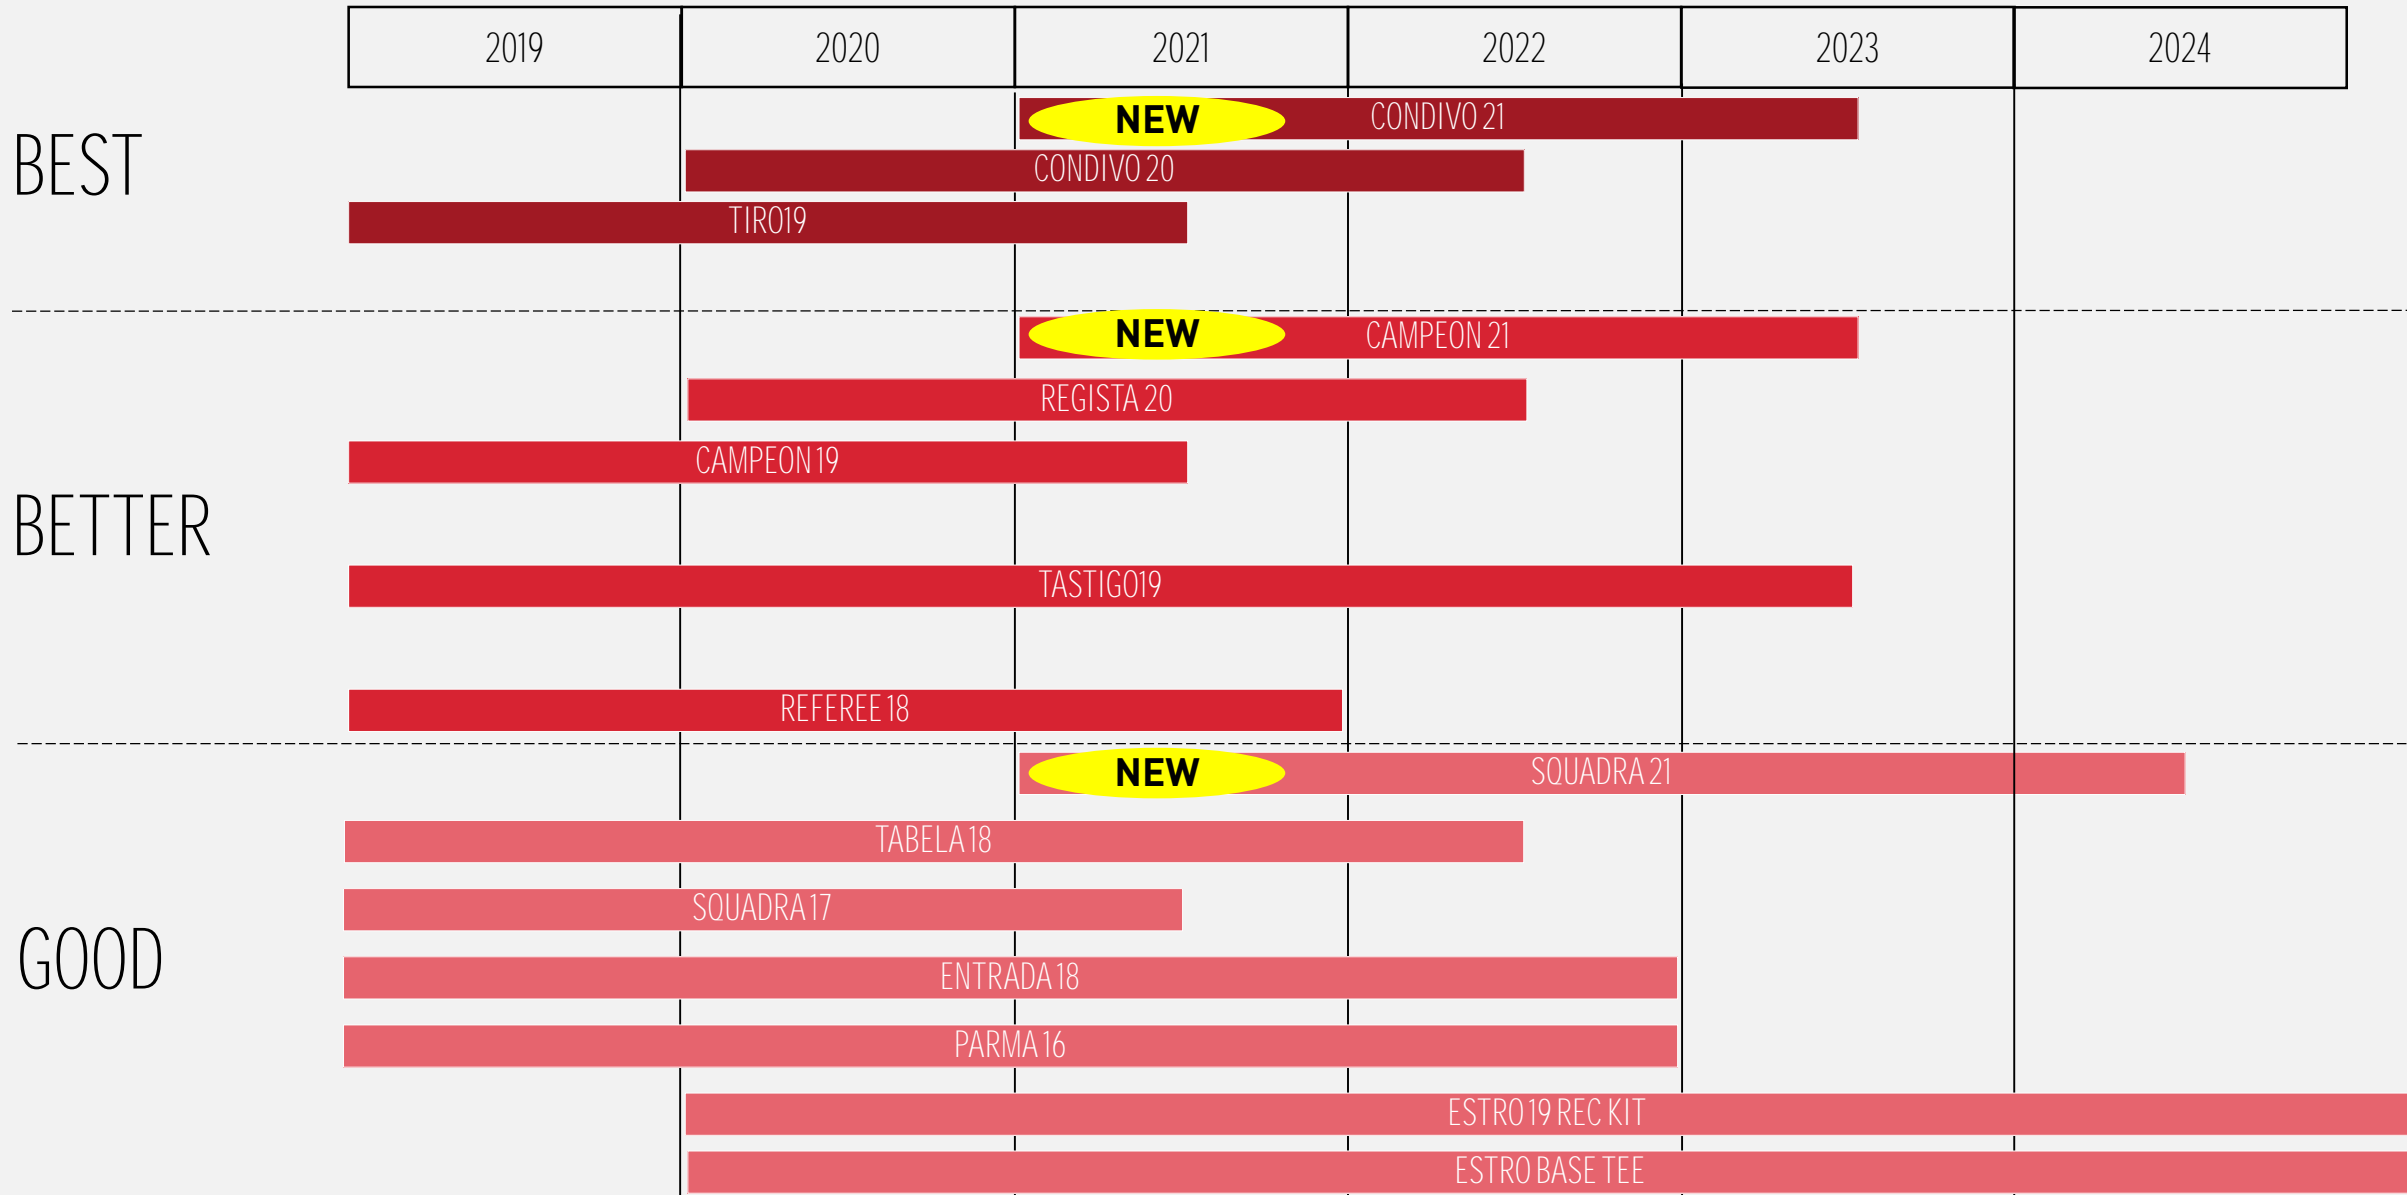 2019 2020 2021 2022 2023 2024
BEST
NEW CONDIVO 21
CONDIVO 20
TIRO19
BETTER
NEW CAMPEON 21
REGISTA 20
CAMPEON 19
TASTIGO19
REFEREE 18
GOOD
NEW SQUADRA 21
TABELA 18
SQUADRA 17
ENTRADA 18
PARMA 16
ESTRO 19 REC KIT
ESTRO BASE TEE